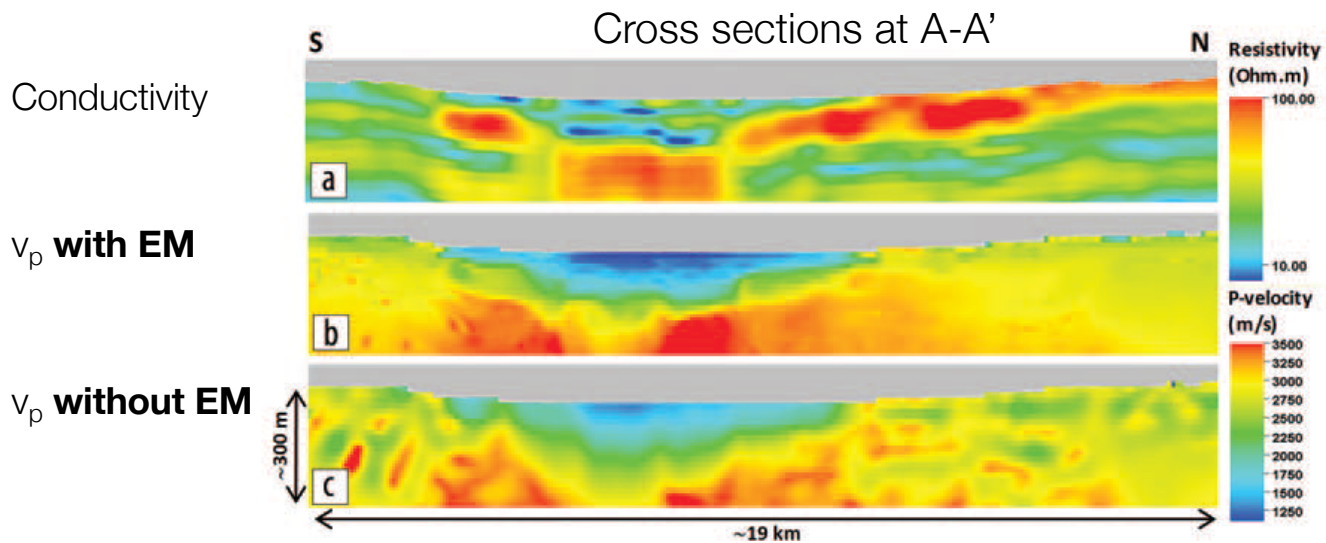 Cross sections at A-A’
S
N
Resistivity
(Ohm.m)
100.00
10.00
Conductivity
a
vp with EM
b
P-velocity
(m/s)
3500
3000
2750
2500
2250
2000
1750
1500
1250
vp without EM
~300 m
c
~19 km